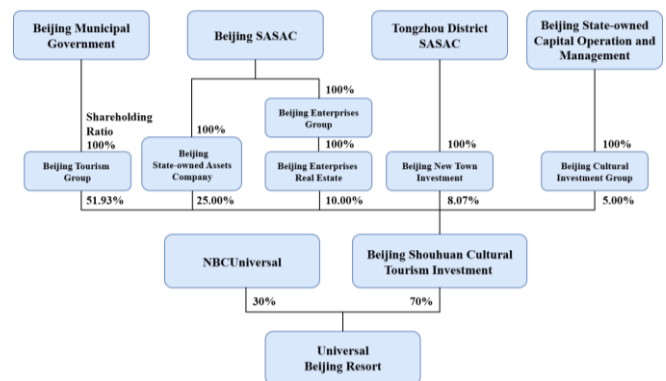 Beijing Municipal
Government
Beijing SASAC
Tongzhou District
SASAC
Beijing State-owned
Capital Operation and
Management
Shareholding
Ratio
100%
100%
100%
Beijing Enterprises
Group
100%
100%
100%
Beijing Tourism
Group
Beijing
State-owned Assets
Company
Beijing Enterprises
Real Estate
Beijing New Town
Investment
Beijing Cultural
Investment Group
51.93%
25.00%
10.00%
8.07%
5.00%
NBCUniversal
Beijing Shouhuan Cultural
Tourism Investment
30%
70%
Universal
Beijing Resort